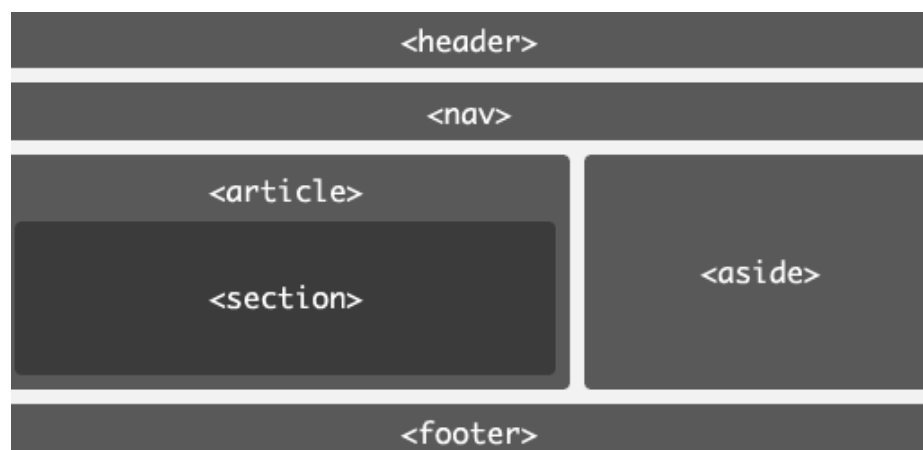 <header>
<nav>
<article>
<section>
<aside>
<footer>